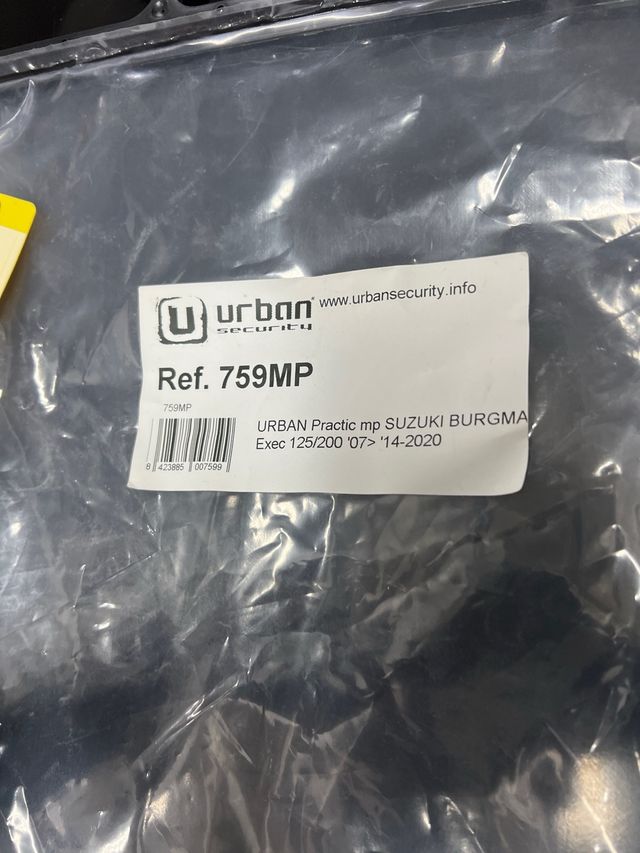 urban® www.urbansecurity.info
security
Ref. 759MP
759MP
URBAN Practic mp SUZUKI BURGMA
Exec 125/200 '07> '14-2020
8 423885 007599